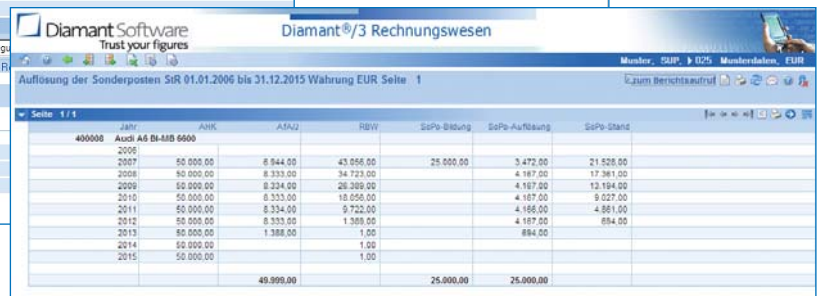 Diamant Software
Trust your figures
Diamant®/3 Rechnungswesen
Muster, SUP, 025 Musterdaten, EUR
Auflösung der Sonderposten StR 01.01.2006 bis 31.12.2015 Währung EUR Seite 1
zum Berichtsaufruf
Seite 1/1
Jahr AHK AfA/J RBW SoPo-Bildung SoPo-Auflösung SoPo-Stand
400008 Audi A6 BI-MB 6600
2006
2007 50.000,00 6.944,00 43.056,00 25.000,00 3.472,00 21.528,00
2008 50.000,00 8.333,00 34.723,00 4.167,00 17.361,00
2009 50.000,00 8.334,00 26.389,00 4.167,00 13.194,00
2010 50.000,00 8.333,00 18.056,00 4.167,00 9.027,00
2011 50.000,00 8.334,00 9.722,00 4.166,00 4.861,00
2012 50.000,00 8.333,00 1.389,00 4.167,00 694,00
2013 50.000,00 1.388,00 1,00 694,00
2014 50.000,00 1,00
2015 50.000,00 1,00
49.999,00 25.000,00 25.000,00